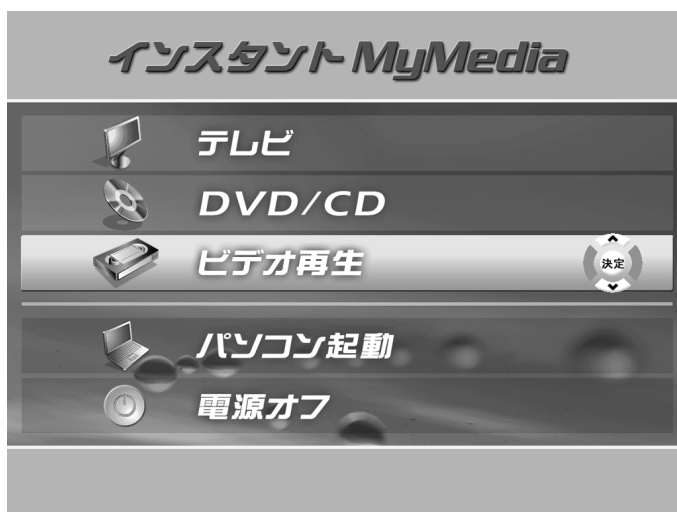 インスタントMyMedia
テレビ
DVD/CD
ビデオ再生
決定
パソコン起動
電源オフ